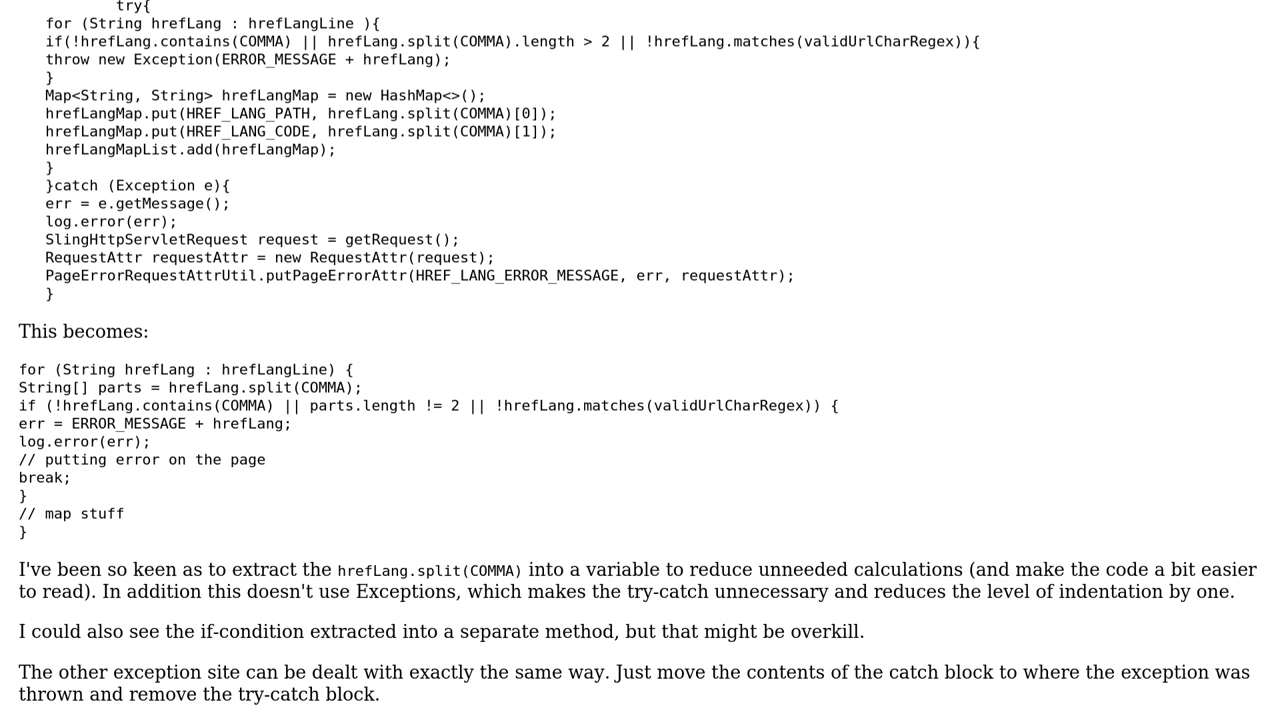 try{
for (String hrefLang : hrefLangLine ){
if(!hrefLang.contains(COMMA) || hrefLang.split(COMMA).length > 2 || !hrefLang.matches(validUrlCharRegex)){
throw new Exception(ERROR_MESSAGE + hrefLang);
}
Map<String, String> hrefLangMap = new HashMap<>();
hrefLangMap.put(HREF_LANG_PATH, hrefLang.split(COMMA)[0]);
hrefLangMap.put(HREF_LANG_CODE, hrefLang.split(COMMA)[1]);
hrefLangMapList.add(hrefLangMap);
}
}catch (Exception e){
err = e.getMessage();
log.error(err);
SlingHttpServletRequest request = getRequest();
RequestAttr requestAttr = new RequestAttr(request);
PageErrorRequestAttrUtil.putPageErrorAttr(HREF_LANG_ERROR_MESSAGE, err, requestAttr);
}
This becomes:
for (String hrefLang : hrefLangLine) {
String[] parts = hrefLang.split(COMMA);
if (!hrefLang.contains(COMMA) || parts.length != 2 || !hrefLang.matches(validUrlCharRegex)) {
err = ERROR_MESSAGE + hrefLang;
log.error(err);
// putting error on the page
break;
}
// map stuff
}
I've been so keen as to extract the hrefLang.split(COMMA) into a variable to reduce unneeded calculations (and make the code a bit easier
to read). In addition this doesn't use Exceptions, which makes the try-catch unnecessary and reduces the level of indentation by one.
I could also see the if-condition extracted into a separate method, but that might be overkill.
The other exception site can be dealt with exactly the same way. Just move the contents of the catch block to where the exception was
thrown and remove the try-catch block.